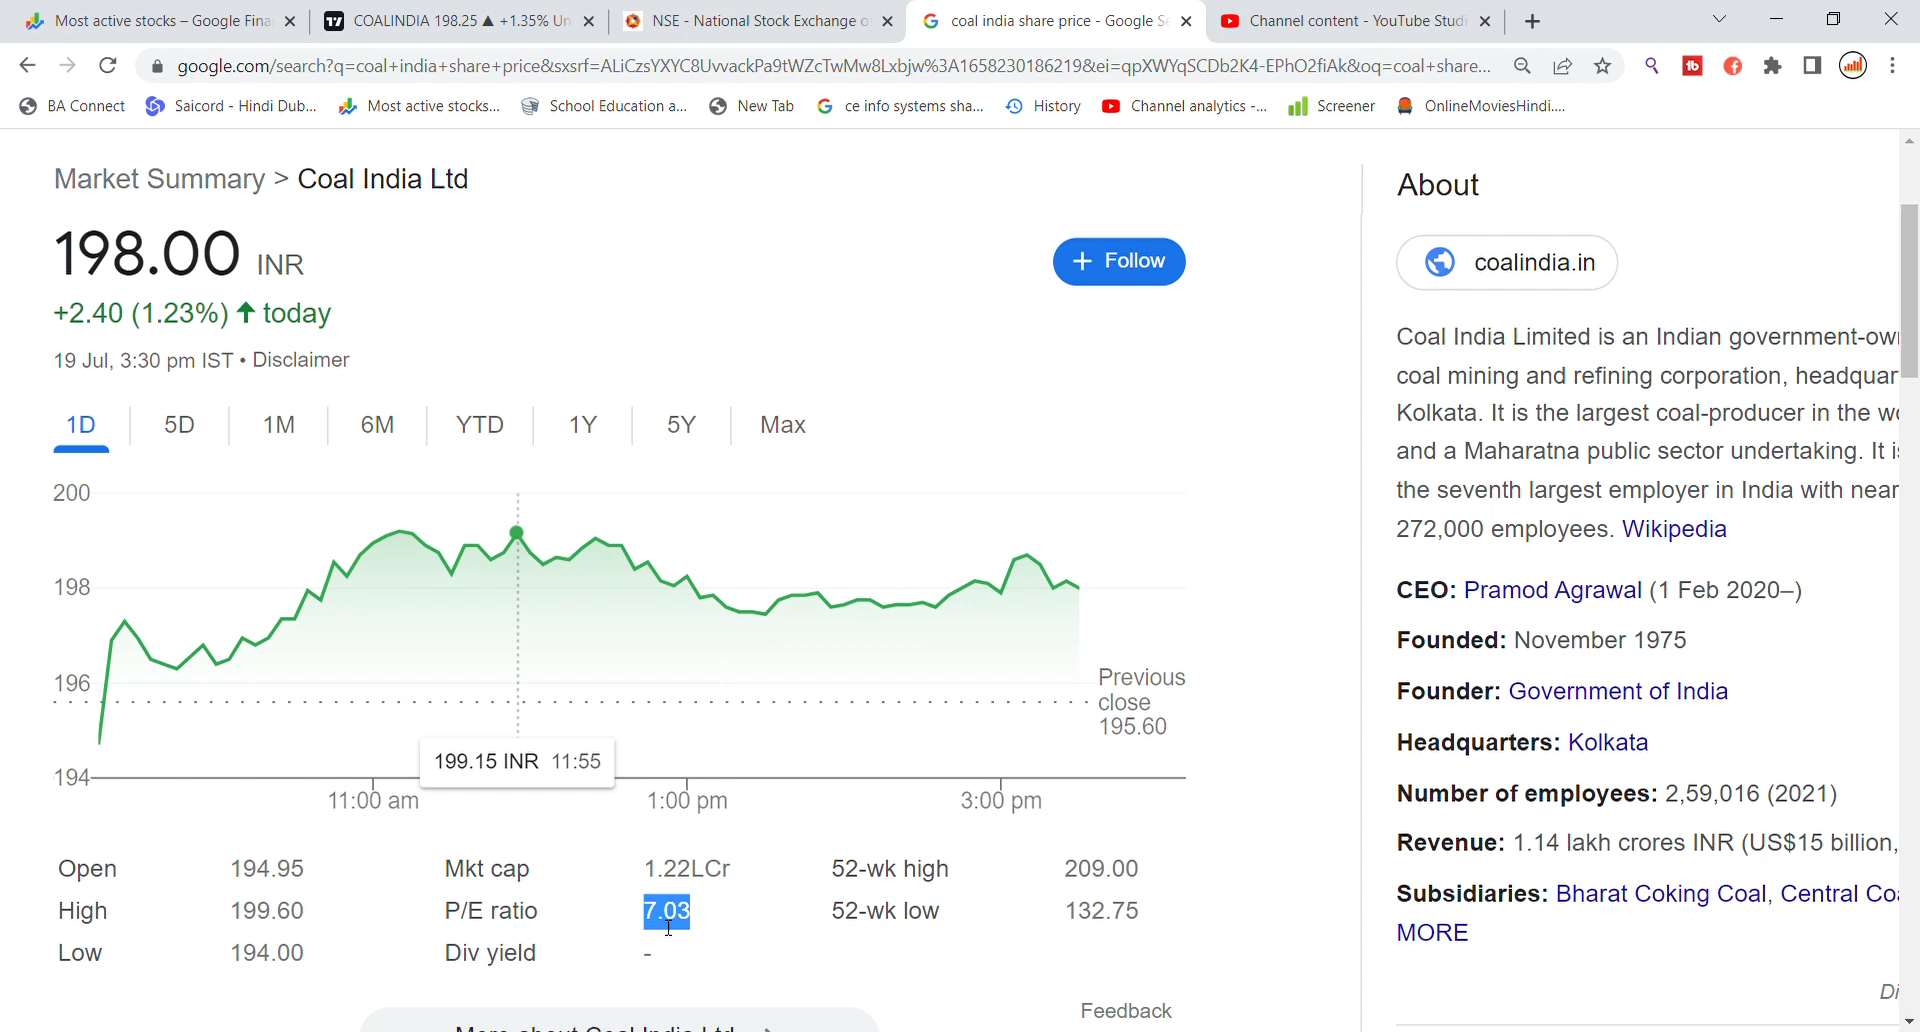 Most active stocks – Google Fina
COALINDIA 198.25 ▲ +1.35% Un
NSE - National Stock Exchange o
coal india share price - Google Se
Channel content - YouTube Studi
google.com/search?q=coal+india+share+price&sxsrf=ALiCzsYXYC8UvvackPa9tWZcTwMw8Lxbjw%3A1658230186219&ei=qpXWYqSCDb2K4-EPhO2fiAk&oq=coal+share...
BA Connect
Saicord - Hindi Dub...
Most active stocks...
School Education a...
New Tab
ce info systems sha...
History
Channel analytics -...
Screener
OnlineMoviesHindi....
Market Summary > Coal India Ltd
198.00 INR
+ Follow
+2.40 (1.23%) ↑ today
19 Jul, 3:30 pm IST • Disclaimer
1D 5D 1M 6M YTD 1Y 5Y Max
200
198
196
194
Previous
close
195.60
199.15 INR 11:55
11:00 am 1:00 pm 3:00 pm
Open 194.95 Mkt cap 1.22LCr 52-wk high 209.00
High 199.60 P/E ratio 7.03 52-wk low 132.75
Low 194.00 Div yield -
Feedback
More about Coal India Ltd
About
coalindia.in
Coal India Limited is an Indian government-ow
coal mining and refining corporation, headquar
Kolkata. It is the largest coal-producer in the wo
and a Maharatna public sector undertaking. It is
the seventh largest employer in India with near
272,000 employees. Wikipedia
CEO: Pramod Agrawal (1 Feb 2020–)
Founded: November 1975
Founder: Government of India
Headquarters: Kolkata
Number of employees: 2,59,016 (2021)
Revenue: 1.14 lakh crores INR (US$15 billion,
Subsidiaries: Bharat Coking Coal, Central Coa
MORE
Di